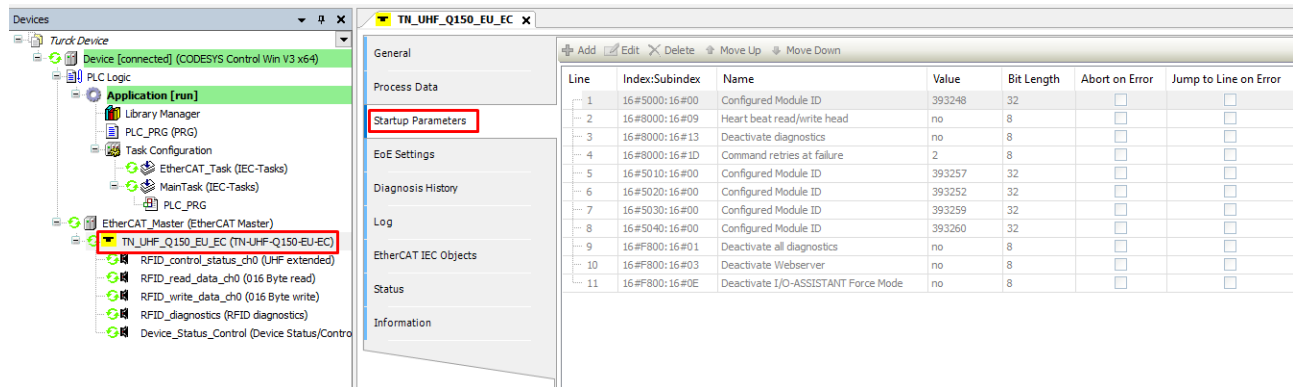 Devices
Turck Device
Device [connected] (CODESYS Control Win V3 x64)
PLC Logic
Application [run]
Library Manager
PLC_PRG (PRG)
Task Configuration
EtherCAT_Task (IEC-Tasks)
MainTask (IEC-Tasks)
PLC_PRG
EtherCAT_Master (EtherCAT Master)
TN_UHF_Q150_EU_EC (TN-UHF-Q150-EU-EC)
RFID_control_status_ch0 (UHF extended)
RFID_read_data_ch0 (016 Byte read)
RFID_write_data_ch0 (016 Byte write)
RFID_diagnostics (RFID diagnostics)
Device_Status_Control (Device Status/Contro
TN_UHF_Q150_EU_EC X
General
Process Data
Startup Parameters
EoE Settings
Diagnosis History
Log
EtherCAT IEC Objects
Status
Information
Add Edit Delete Move Up Move Down
Line Index:Subindex Name Value Bit Length Abort on Error Jump to Line on Error
1 16#5000:16#00 Configured Module ID 393248 32
2 16#8000:16#09 Heart beat read/write head no 8
3 16#8000:16#13 Deactivate diagnostics no 8
4 16#8000:16#1D Command retries at failure 2 8
5 16#5010:16#00 Configured Module ID 393257 32
6 16#5020:16#00 Configured Module ID 393252 32
7 16#5030:16#00 Configured Module ID 393259 32
8 16#5040:16#00 Configured Module ID 393260 32
9 16#F800:16#01 Deactivate all diagnostics no 8
10 16#F800:16#03 Deactivate Webserver no 8
11 16#F800:16#0E Deactivate I/O-ASSISTANT Force Mode no 8